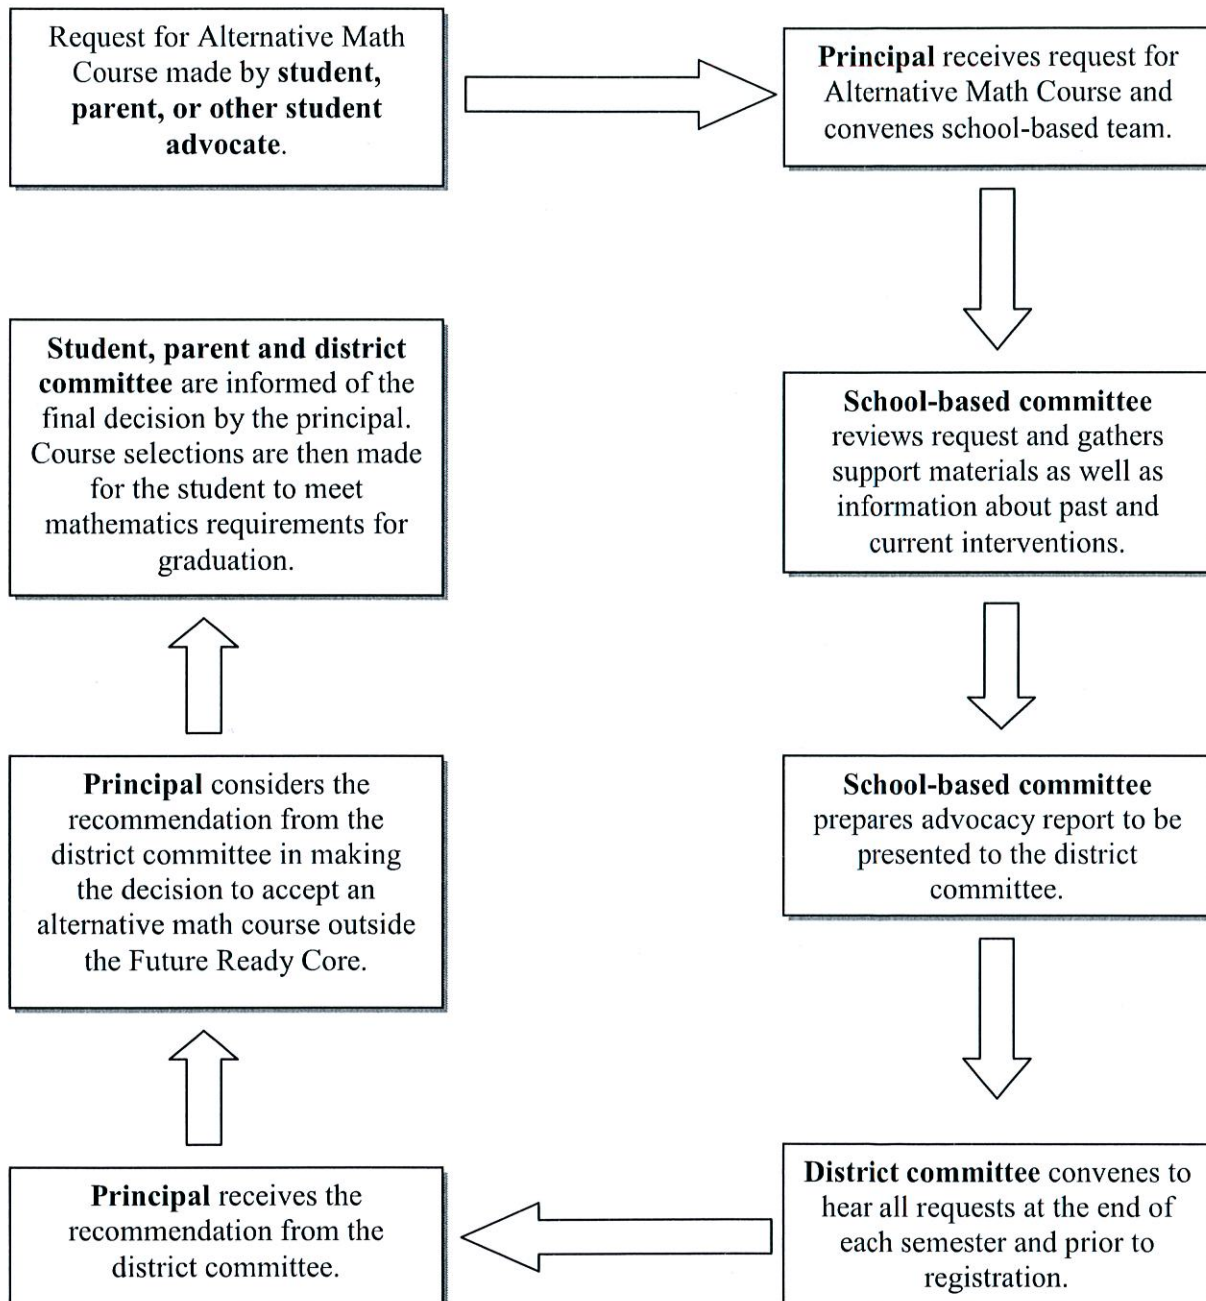 Request for Alternative Math
Course made by student,
parent, or other student
advocate.
Principal receives request for
Alternative Math Course and
convenes school-based team.
School-based committee
reviews request and gathers
support materials as well as
information about past and
current interventions.
School-based committee
prepares advocacy report to be
presented to the district
committee.
District committee convenes to
hear all requests at the end of
each semester and prior to
registration.
Principal receives the
recommendation from the
district committee.
Principal considers the
recommendation from the
district committee in making
the decision to accept an
alternative math course outside
the Future Ready Core.
Student, parent and district
committee are informed of the
final decision by the principal.
Course selections are then made
for the student to meet
mathematics requirements for
graduation.